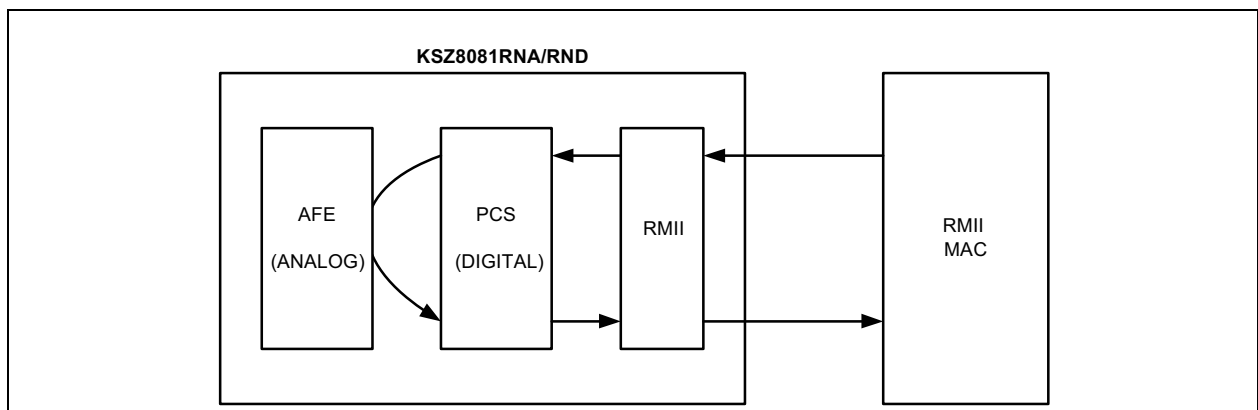 KSZ8081RNA/RND
AFE
(ANALOG)
PCS
(DIGITAL)
RMII
RMII
MAC